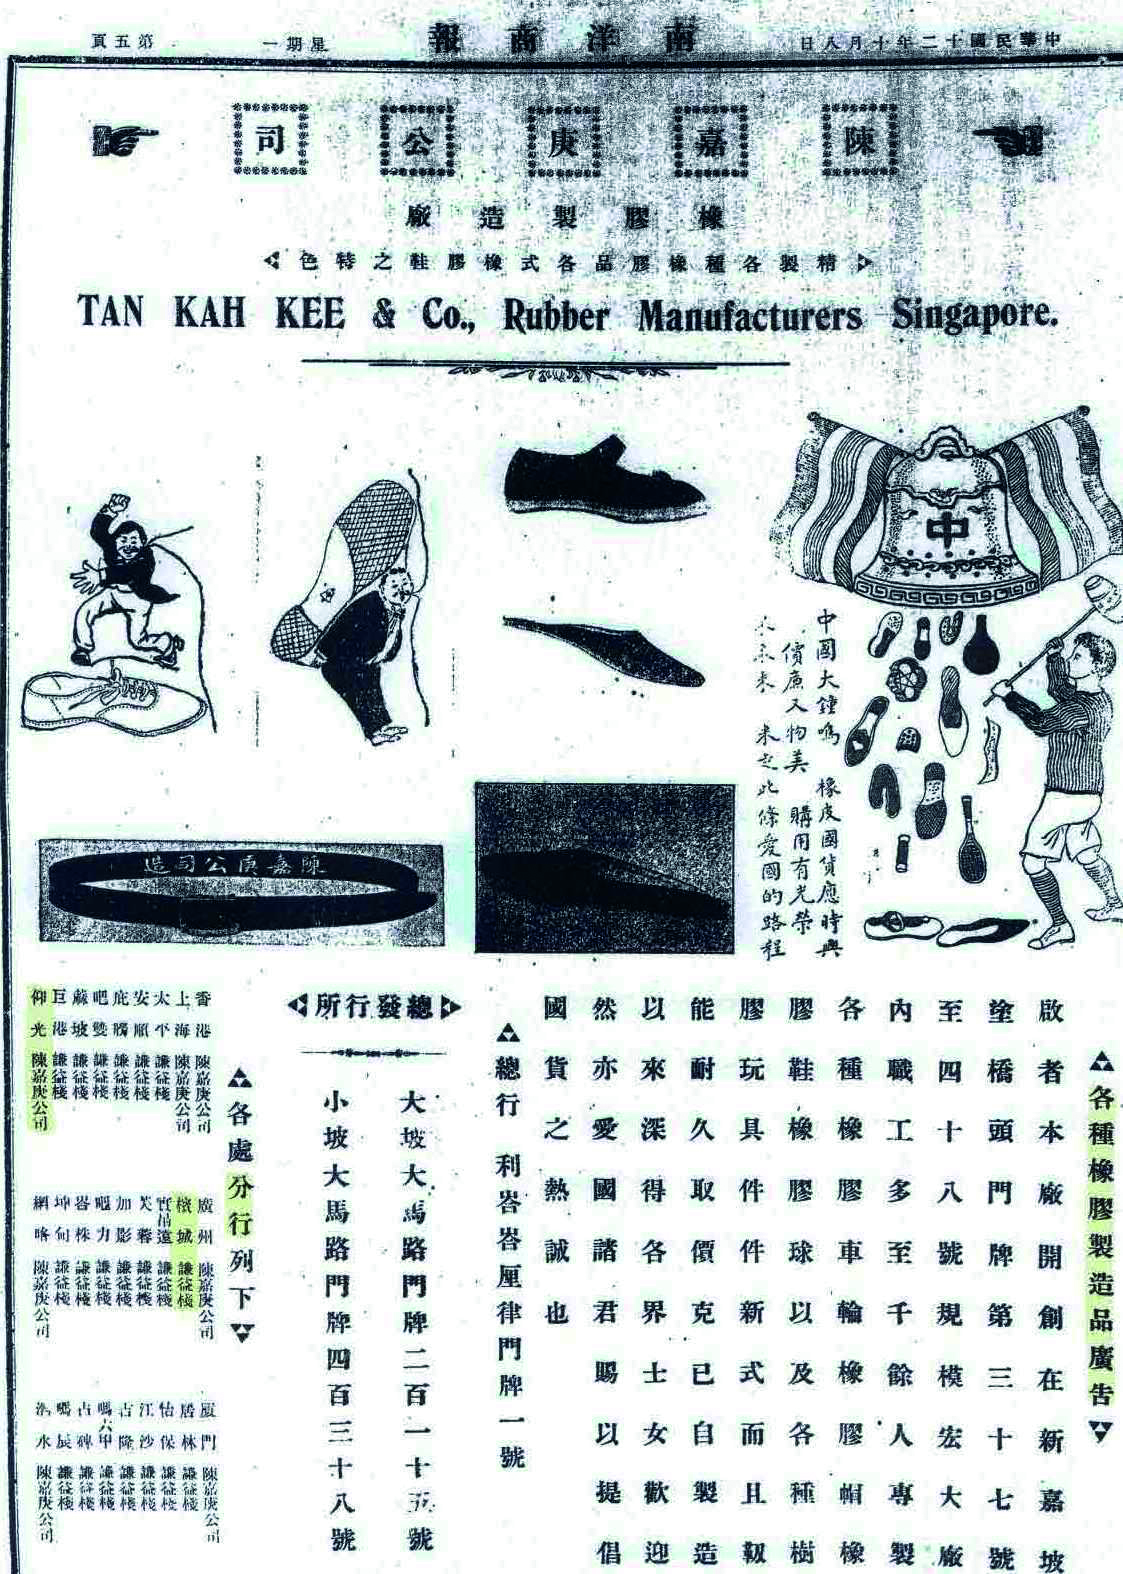 中華民國十二年十月八日
南洋商報
星期一
第五頁
陳嘉庚公司
橡膠製造廠
精製各種橡膠品各式橡膠鞋之特色
TAN KAH KEE & Co., Rubber Manufacturers Singapore.
中
中國大鐘鳴 橡皮國貨應時興
價廉又物美 購用有光榮
來來來 來走此條愛國的路程
陳嘉庚公司造
各種橡膠製造品廣告
啟者本廠開創在新嘉坡
塗橋頭門牌第三十七號
至四十八號規模宏大廠
內職工多至千餘人專製
各種橡膠車輪橡膠帽橡
膠鞋橡膠球以及各種樹
膠玩具件件新式而且靱
能耐久取價克已自製造
以來深得各界士女歡迎
然亦愛國諸君賜以提倡
國貨之熱誠也
總行 利峇峇厘律門牌一號
總發行所
大坡大馬路門牌二百一十五號
小坡大馬路門牌四百三十八號
各處分行列下
香港 陳嘉庚公司
上海 陳嘉庚公司
太平 謙益棧
安順 謙益棧
庇朥 謙益棧
吧雙 謙益棧
蔴坡 謙益棧
巨港 謙益棧
仰光 陳嘉庚公司
廣州 陳嘉庚公司
檳城 謙益棧
實吊遠 謙益棧
芙蓉 謙益棧
加影 謙益棧
吧力 謙益棧
峇株 謙益棧
坤甸 謙益棧
網略 陳嘉庚公司
廈門 陳嘉庚公司
居林 謙益棧
怡保 謙益棧
江沙 謙益棧
吉隆 謙益棧
嗎六甲 謙益棧
占碑 謙益棧
嗎辰 謙益棧
泗水 陳嘉庚公司